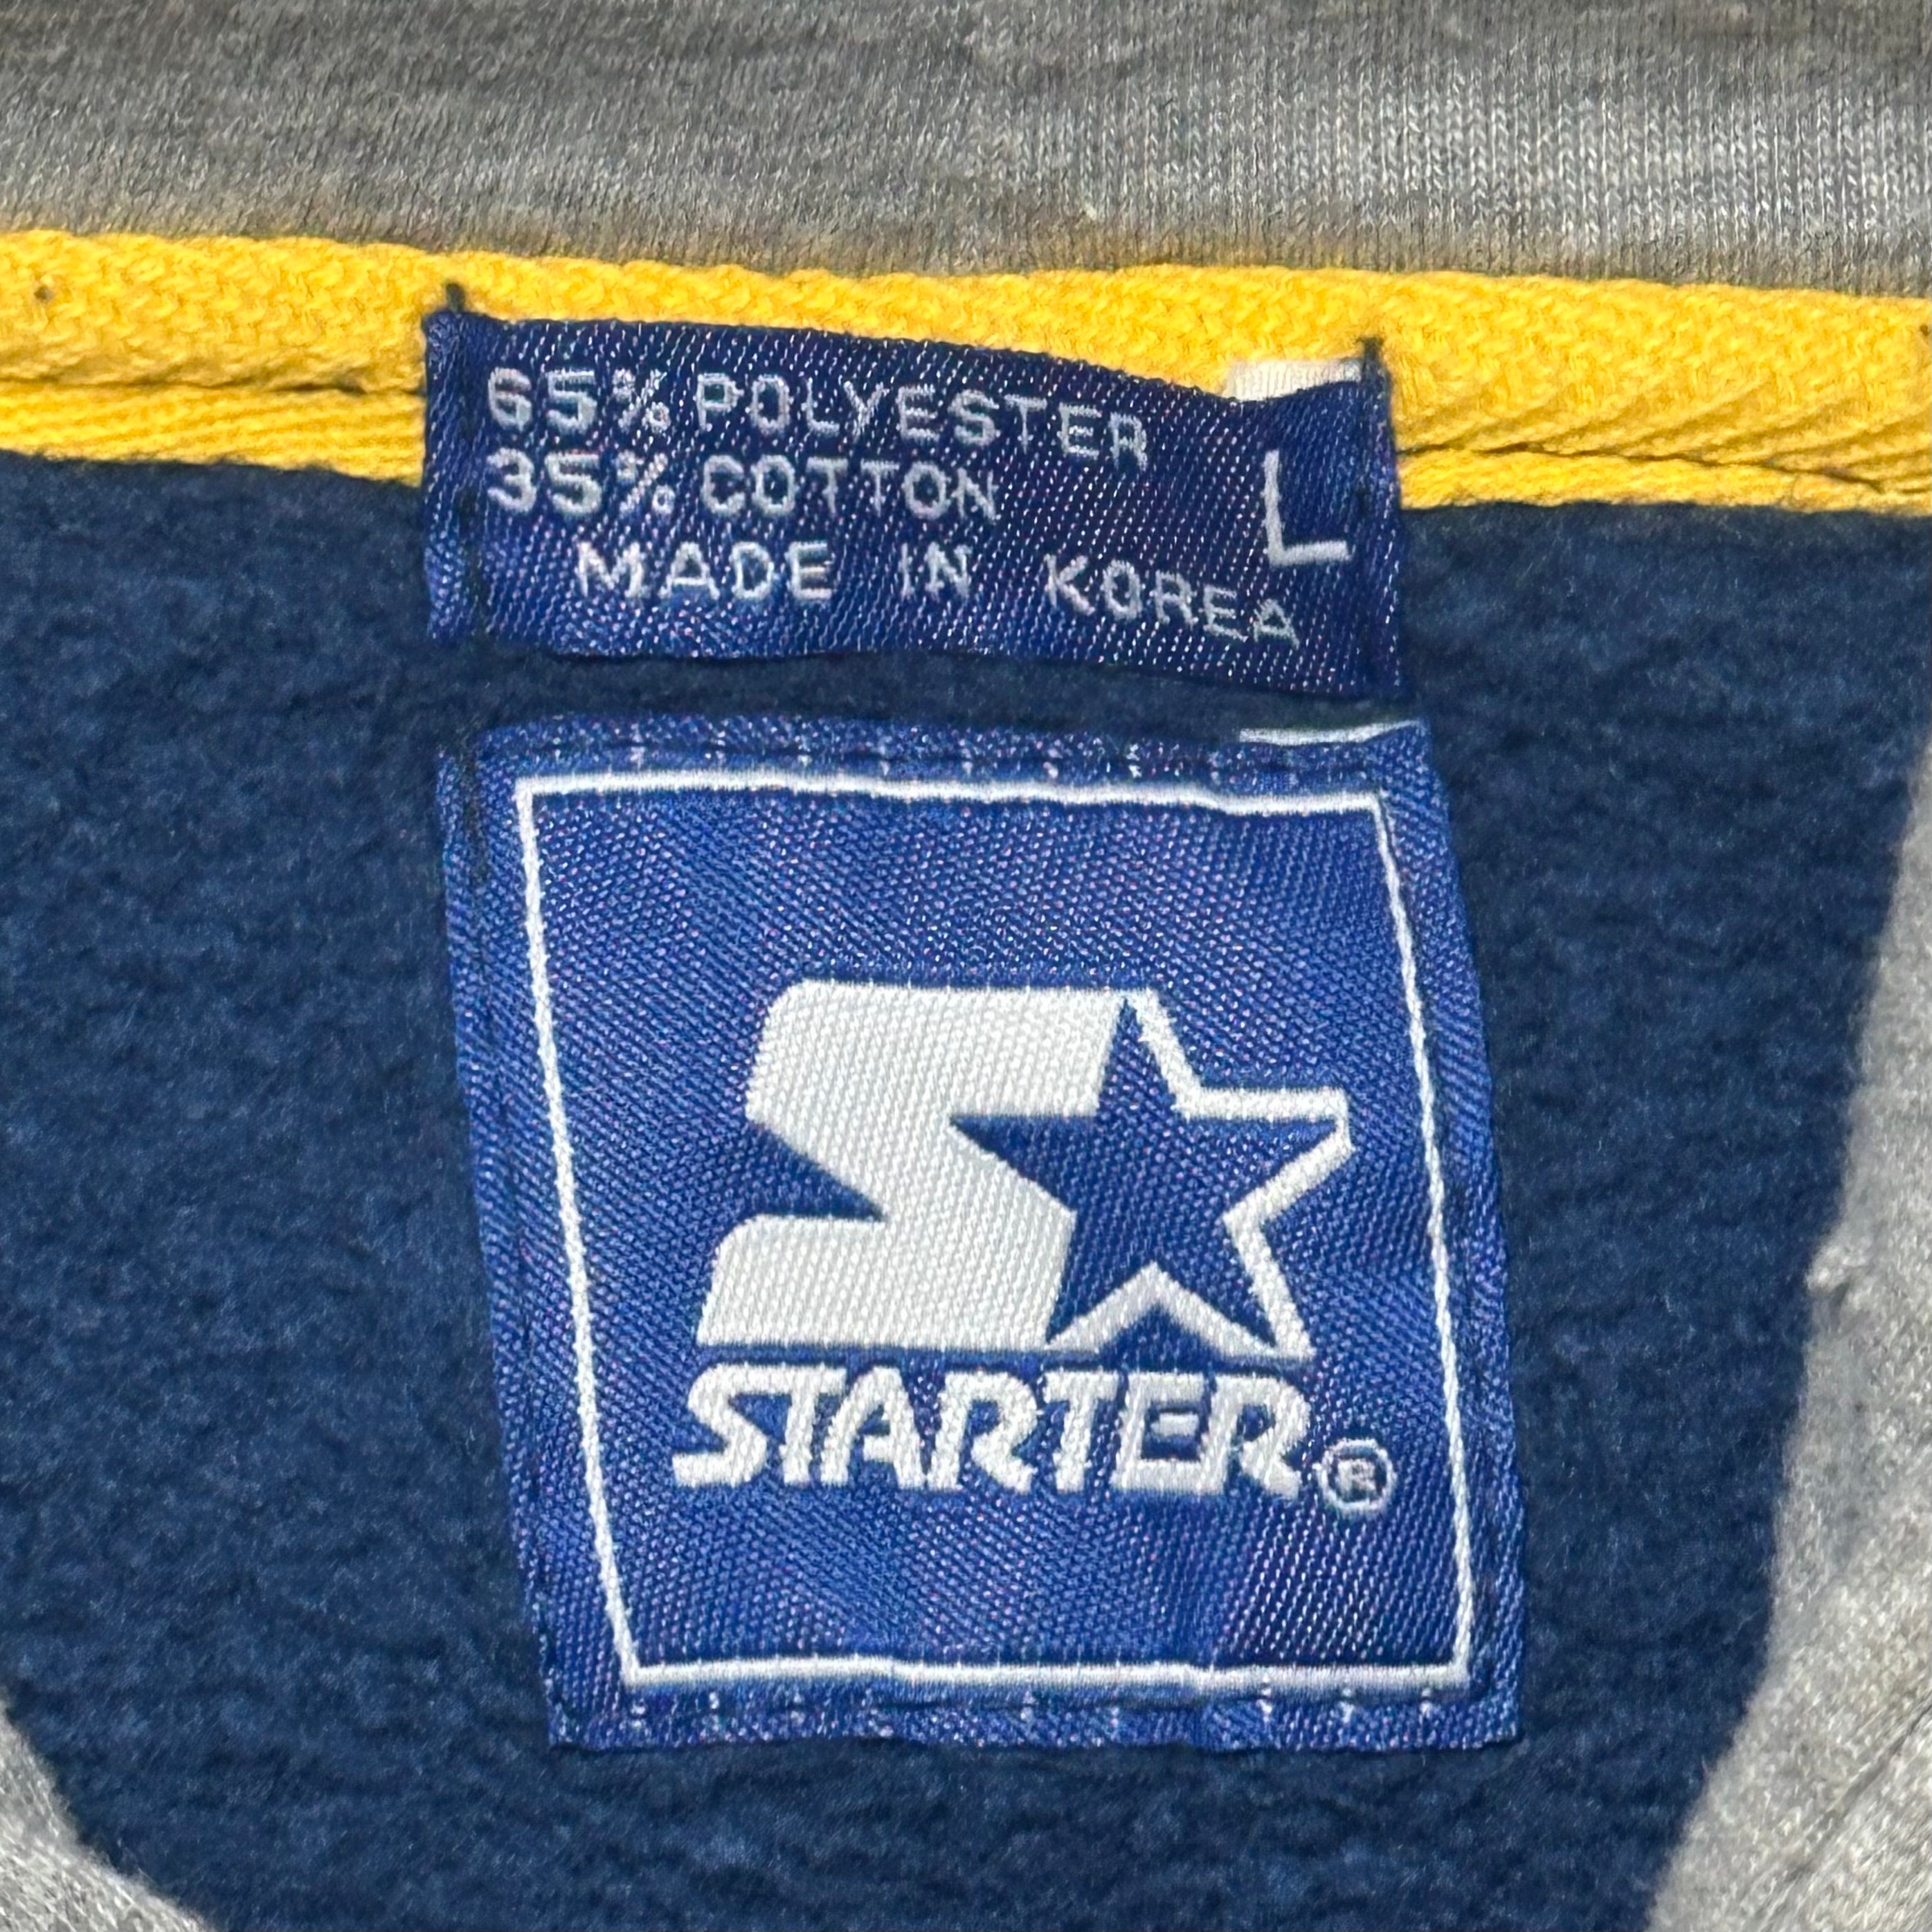 65% POLYESTER
35% COTTON
L
MADE IN KOREA
STARTER®